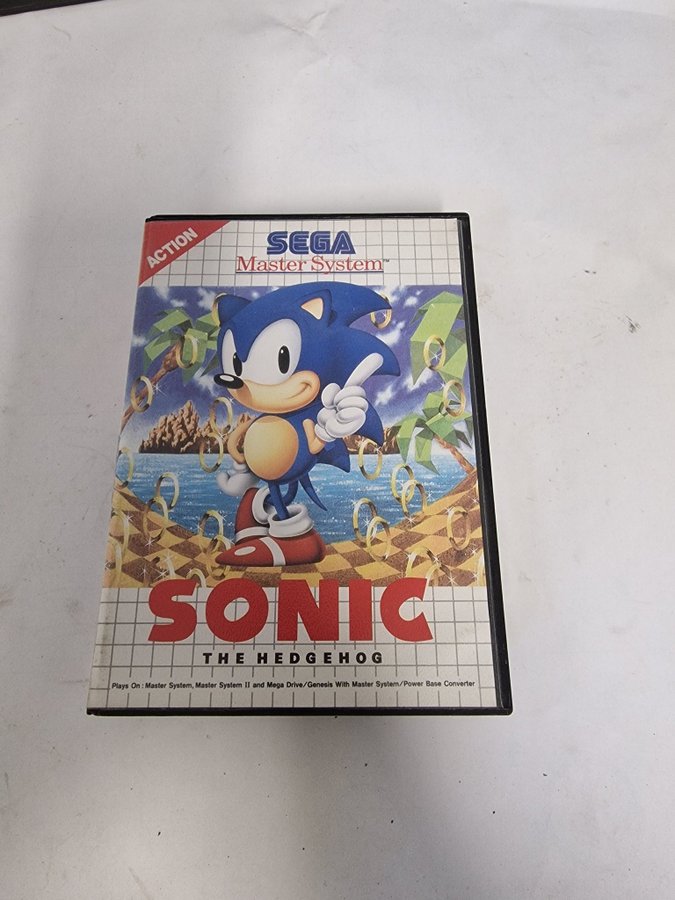 ACTION
SEGA
Master System™
SONIC
THE HEDGEHOG
Plays On : Master System, Master System II and Mega Drive/Genesis With Master System/Power Base Converter